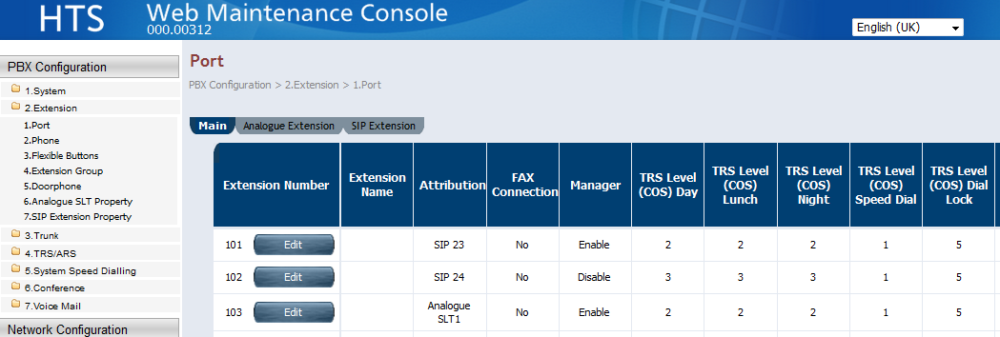 HTS
Web Maintenance Console
000.00312
English (UK)
PBX Configuration
1.System
2.Extension
1.Port
2.Phone
3.Flexible Buttons
4.Extension Group
5.Doorphone
6.Analogue SLT Property
7.SIP Extension Property
3.Trunk
4.TRS/ARS
5.System Speed Dialling
6.Conference
7.Voice Mail
Network Configuration
Port
PBX Configuration > 2.Extension > 1.Port
Main Analogue Extension SIP Extension
Extension Number
Extension
Name
Attribution
FAX
Connection
Manager
TRS Level
(COS) Day
TRS Level
(COS)
Lunch
TRS Level
(COS)
Night
TRS Level
(COS)
Speed Dial
TRS Level
(COS) Dial
Lock
101 Edit SIP 23 No Enable 2 2 2 1 5
102 Edit SIP 24 No Disable 3 3 3 1 5
103 Edit Analogue
SLT1 No Enable 2 2 2 1 5